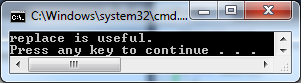 C:\Windows\system32\cmd....
replace is useful.
Press any key to continue . . .